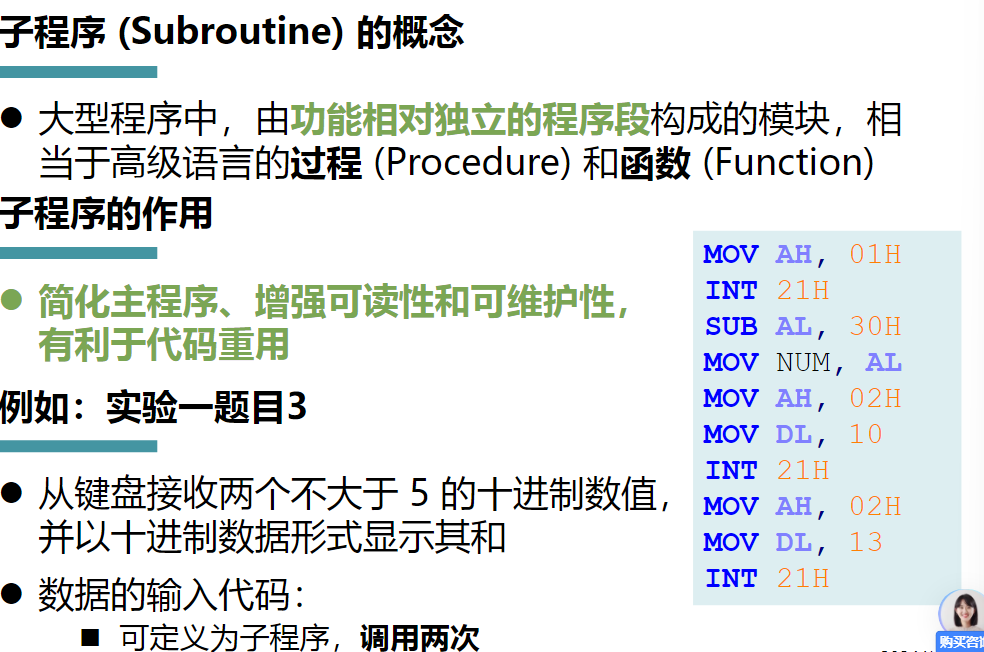 子程序 (Subroutine) 的概念
● 大型程序中，由功能相对独立的程序段构成的模块，相
当于高级语言的过程 (Procedure) 和函数 (Function)
子程序的作用
● 简化主程序、增强可读性和可维护性，
有利于代码重用
例如：实验一题目3
● 从键盘接收两个不大于 5 的十进制数值，
并以十进制数据形式显示其和
● 数据的输入代码：
■ 可定义为子程序，调用两次
MOV AH, 01H
INT 21H
SUB AL, 30H
MOV NUM, AL
MOV AH, 02H
MOV DL, 10
INT 21H
MOV AH, 02H
MOV DL, 13
INT 21H
购买咨